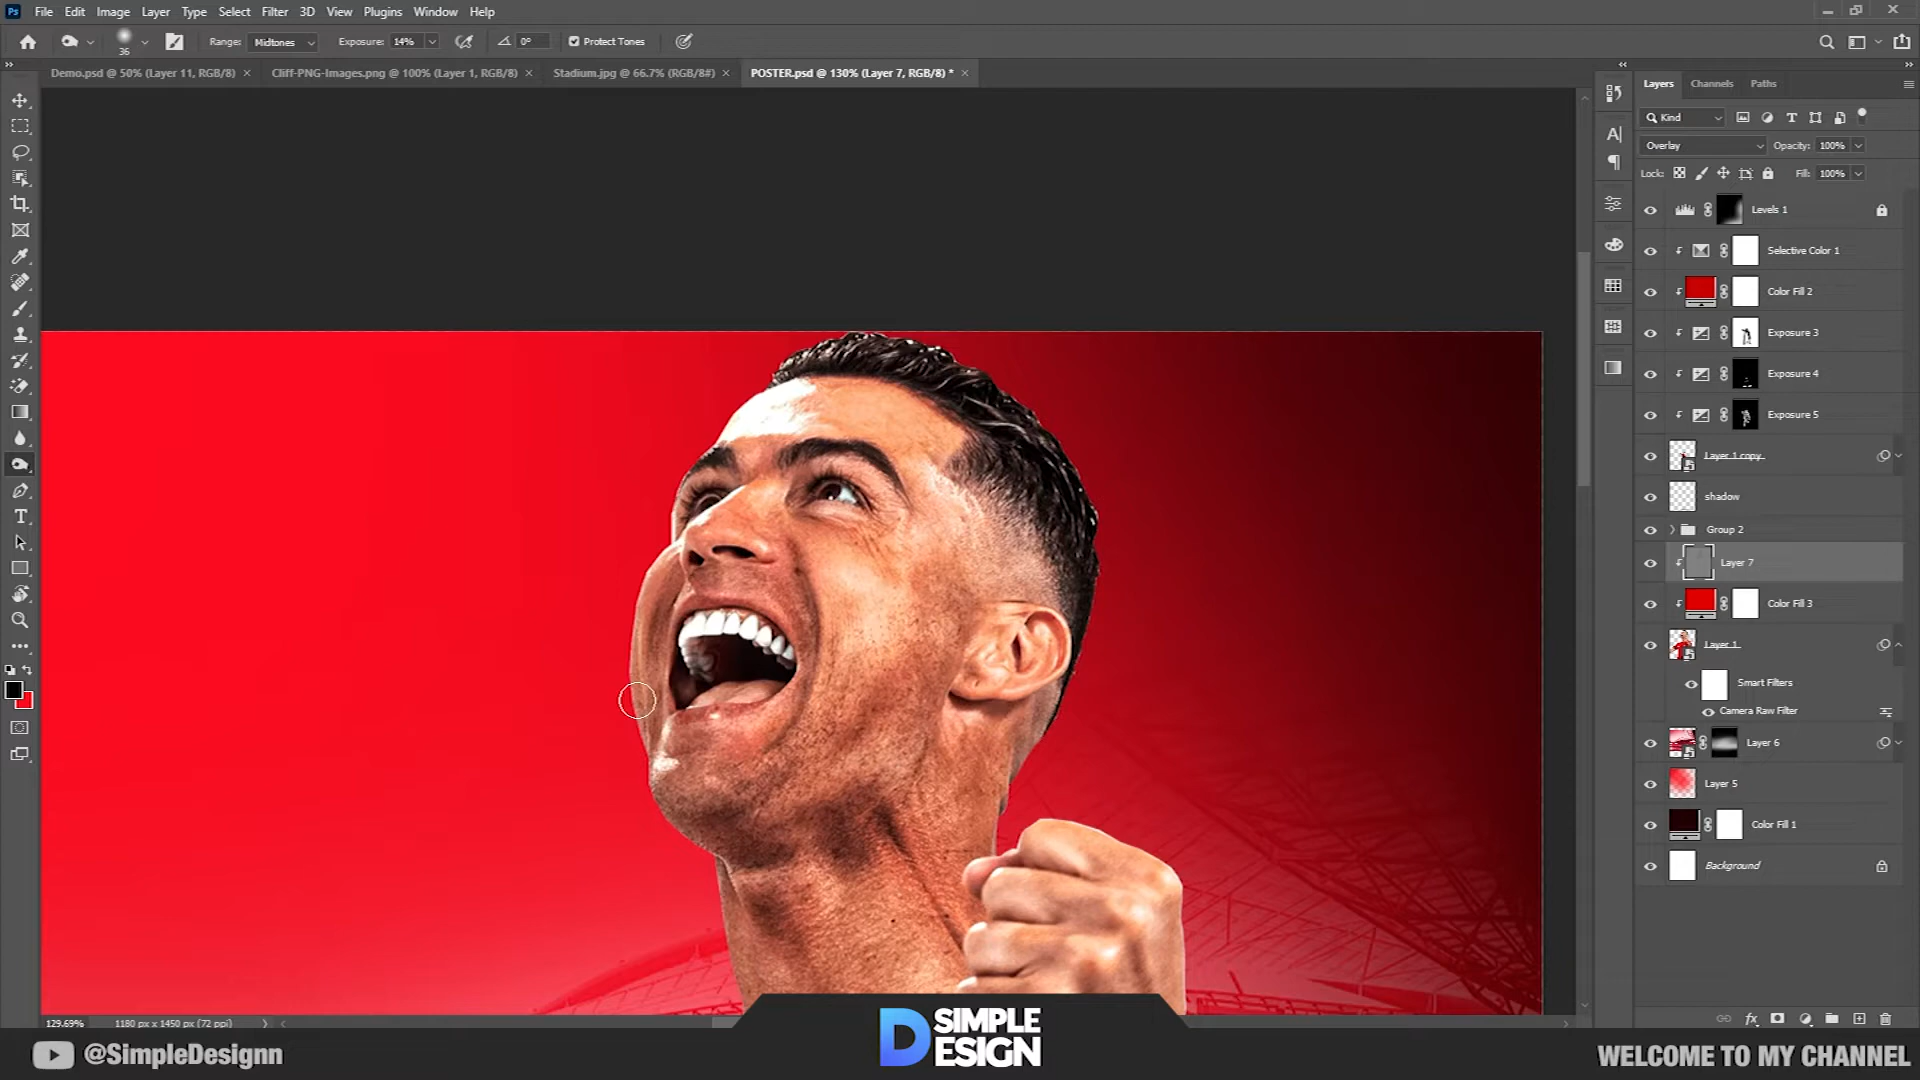 Ps File Edit Image Layer Type Select Filter 3D View Plugins Window Help
36 Range: Midtones Exposure: 14% 0° Protect Tones
Demo.psd @ 50% (Layer 11, RGB/8) × Cliff-PNG-Images.png @ 100% (Layer 1, RGB/8) × Stadium.jpg @ 66.7% (RGB/8#) × POSTER.psd @ 130% (Layer 7, RGB/8) * ×
Layers Channels Paths
Kind
Overlay Opacity: 100%
Lock: Fill: 100%
Levels 1
Selective Color 1
Color Fill 2
Exposure 3
Exposure 4
Exposure 5
Layer 1 copy
shadow
Group 2
Layer 7
Color Fill 3
Layer 1
Smart Filters
Camera Raw Filter
Layer 6
Layer 5
Color Fill 1
Background
129.69% 1180 px x 1450 px (72 ppi)
@SimpleDesignn
SIMPLE
DESIGN
WELCOME TO MY CHANNEL